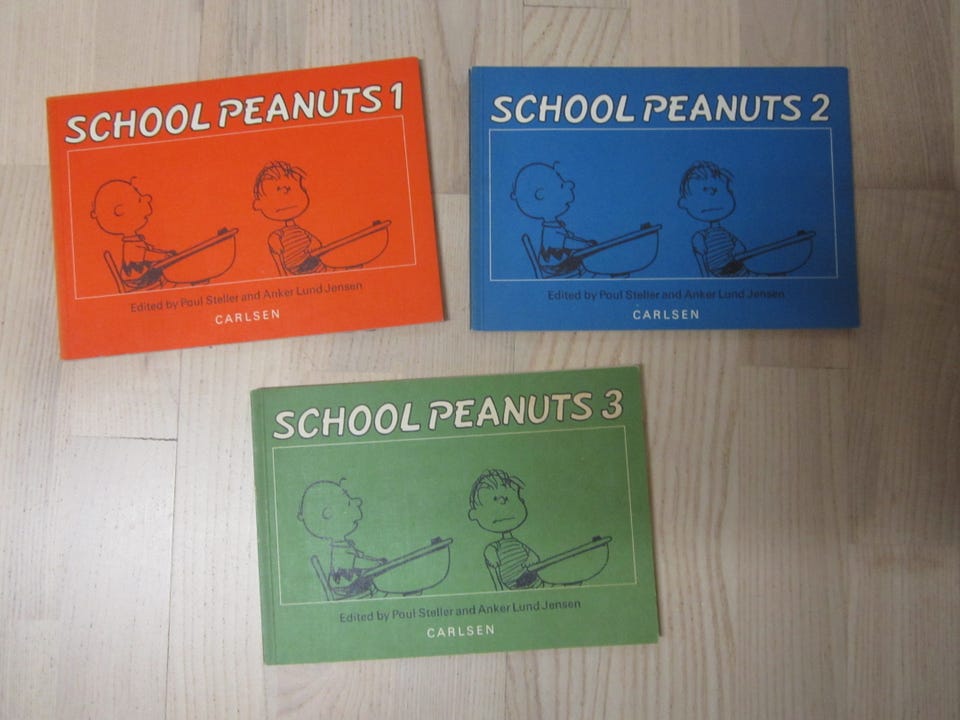 SCHOOL PEANUTS 1
Edited by Poul Steller and Anker Lund Jensen
CARLSEN
SCHOOL PEANUTS 2
Edited by Poul Steller and Anker Lund Jensen
CARLSEN
SCHOOL PEANUTS 3
Edited by Poul Steller and Anker Lund Jensen
CARLSEN